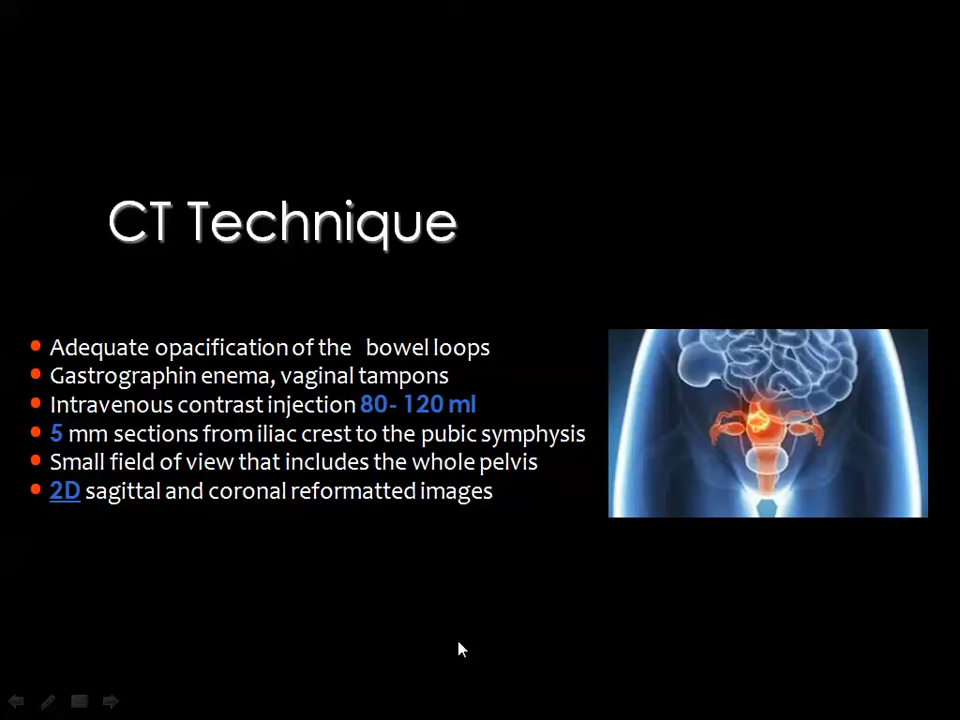 CT Technique
Adequate opacification of the bowel loops
Gastrographin enema, vaginal tampons
Intravenous contrast injection 80- 120 ml
5 mm sections from iliac crest to the pubic symphysis
Small field of view that includes the whole pelvis
2D sagittal and coronal reformatted images